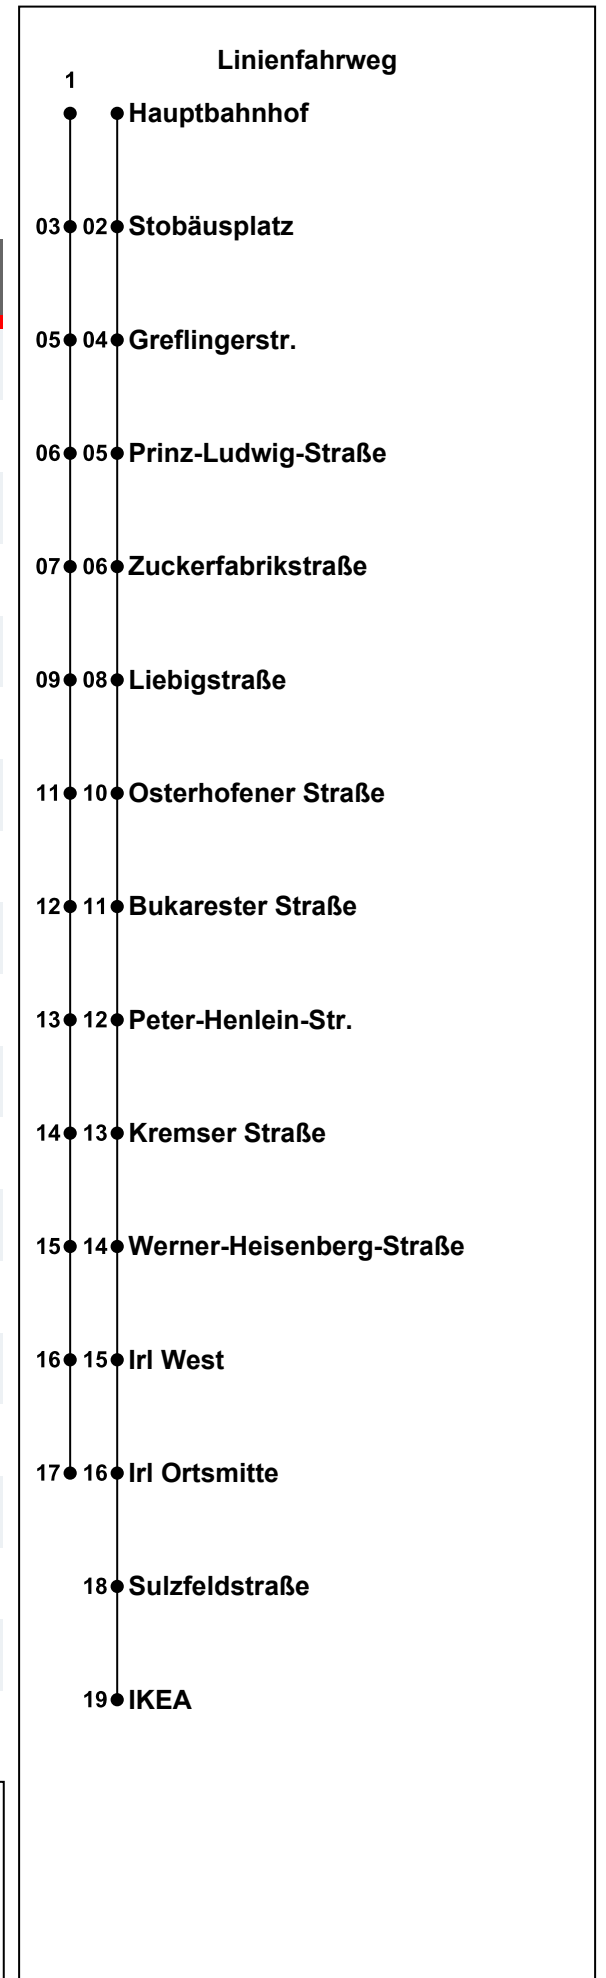 Linienfahrweg
1
Hauptbahnhof
03 02 Stobäusplatz
05 04 Greflingerstr.
06 05 Prinz-Ludwig-Straße
07 06 Zuckerfabrikstraße
09 08 Liebigstraße
11 10 Osterhofener Straße
12 11 Bukarester Straße
13 12 Peter-Henlein-Str.
14 13 Kremser Straße
15 14 Werner-Heisenberg-Straße
16 15 Irl West
17 16 Irl Ortsmitte
18 Sulzfeldstraße
19 IKEA